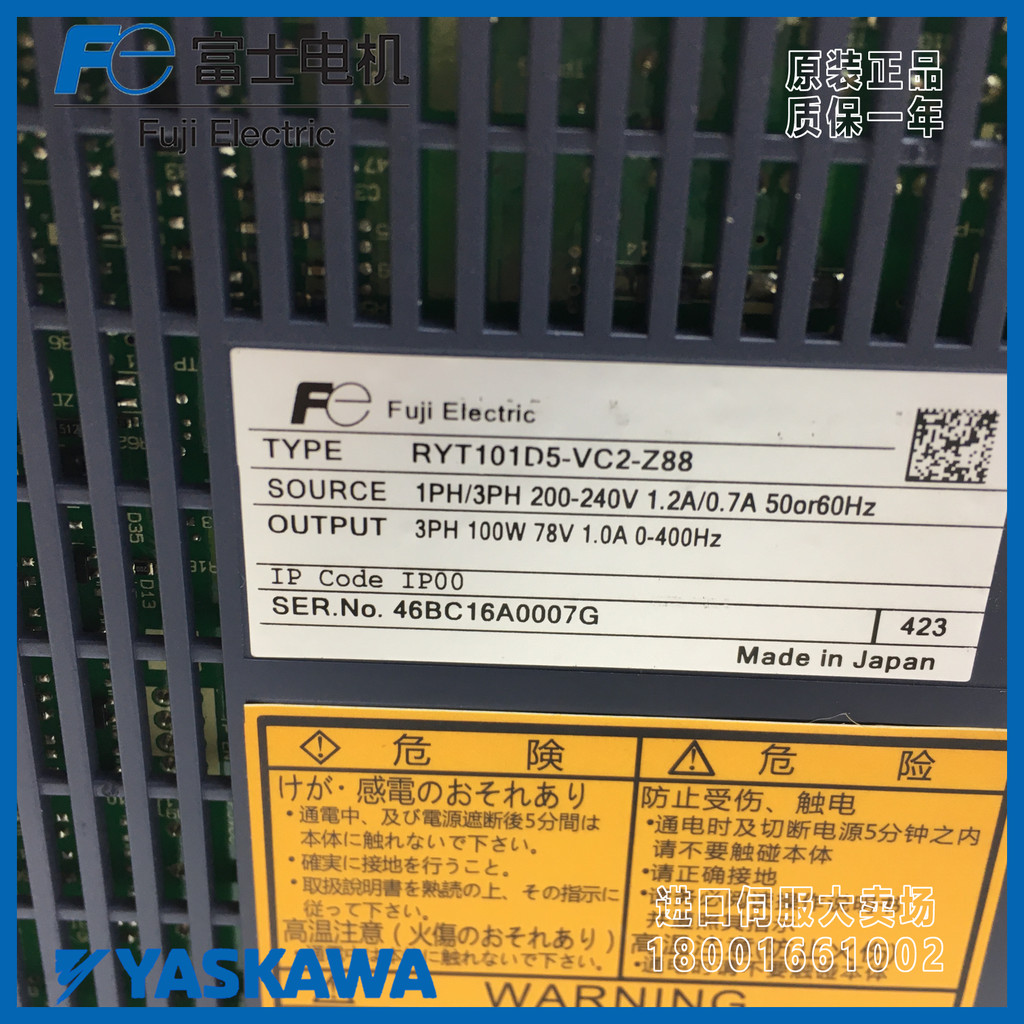 Fe 富士电机
Fuji Electric
原装正品
质保一年
Fe Fuji Electric
TYPE RYT101D5-VC2-Z88
SOURCE 1PH/3PH 200-240V 1.2A/0.7A 50or60Hz
OUTPUT 3PH 100W 78V 1.0A 0-400Hz
IP Code IP00
SER.No. 46BC16A0007G
423
Made in Japan
危 険
けが・感電のおそれあり
・通電中、及び電源遮断後5分間は
本体に触れないで下さい。
・確実に接地を行うこと。
・取扱説明書を熟読の上、その指示に
従って下さい。
高温注意(火傷のおそれあり)
危 险
防止受伤、触电
•通电时及切断电源5分钟之内
请不要触碰本体
•请正确接地
进口伺服大卖场
18001661002
YASKAWA
WARNING
D35
D13